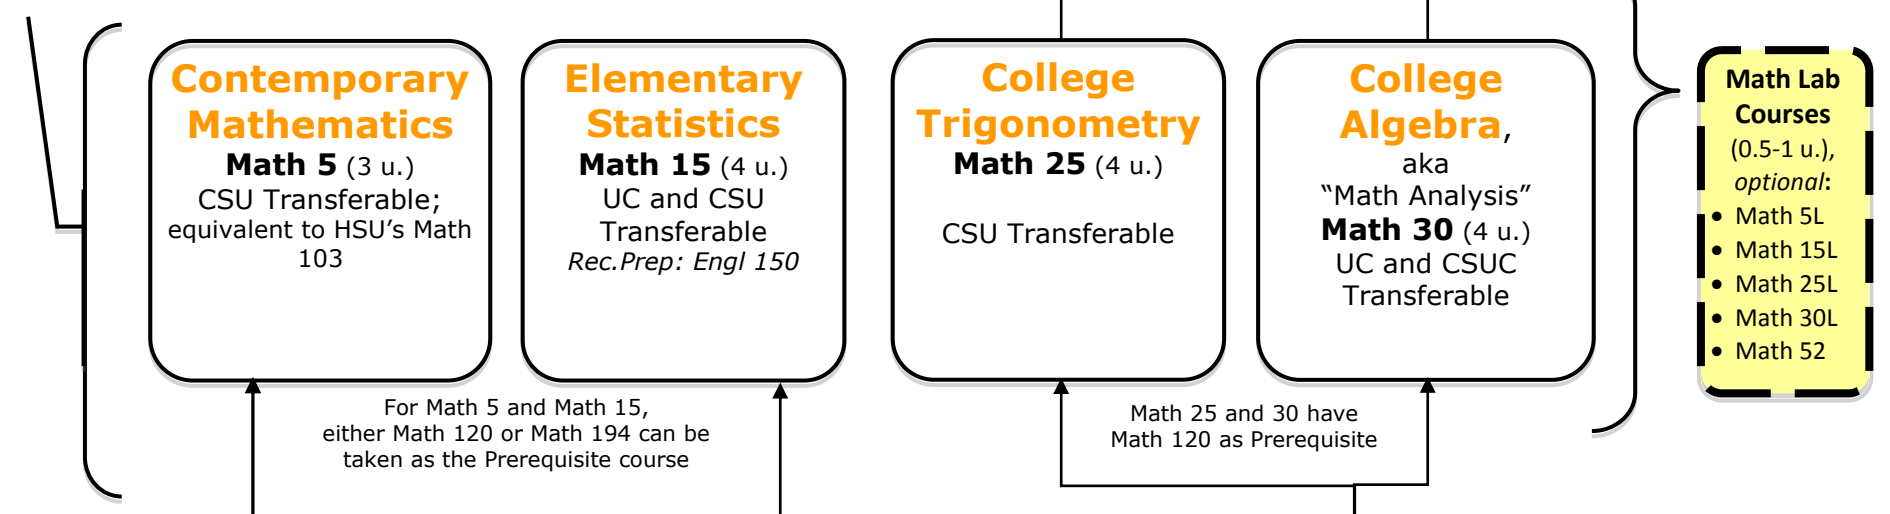 Contemporary
Mathematics
Math 5 (3 u.)
CSU Transferable;
equivalent to HSU’s Math
103
Elementary
Statistics
Math 15 (4 u.)
UC and CSU
Transferable
Rec.Prep: Engl 150
College
Trigonometry
Math 25 (4 u.)
CSU Transferable
College
Algebra,
aka
“Math Analysis”
Math 30 (4 u.)
UC and CSUC
Transferable
Math Lab
Courses
(0.5-1 u.),
optional:
• Math 5L
• Math 15L
• Math 25L
• Math 30L
• Math 52
For Math 5 and Math 15,
either Math 120 or Math 194 can be
taken as the Prerequisite course
Math 25 and 30 have
Math 120 as Prerequisite